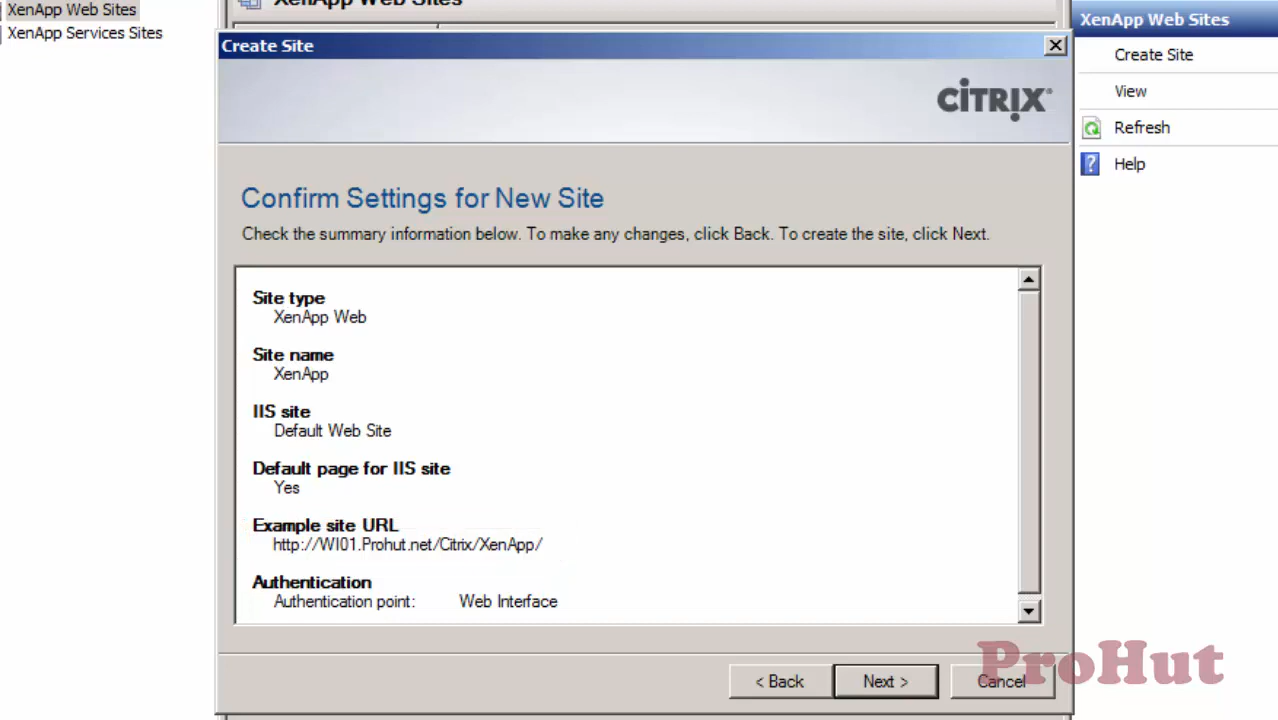 XenApp Web Sites
XenApp Services Sites
XenApp Web Sites
Create Site
CITRIX
Confirm Settings for New Site
Check the summary information below. To make any changes, click Back. To create the site, click Next.
Site type
XenApp Web
Site name
XenApp
IIS site
Default Web Site
Default page for IIS site
Yes
Example site URL
http://WI01.Prohut.net/Citrix/XenApp/
Authentication
Authentication point: Web Interface
< Back
Next >
Cancel
XenApp Web Sites
Create Site
View
Refresh
? Help
ProHut